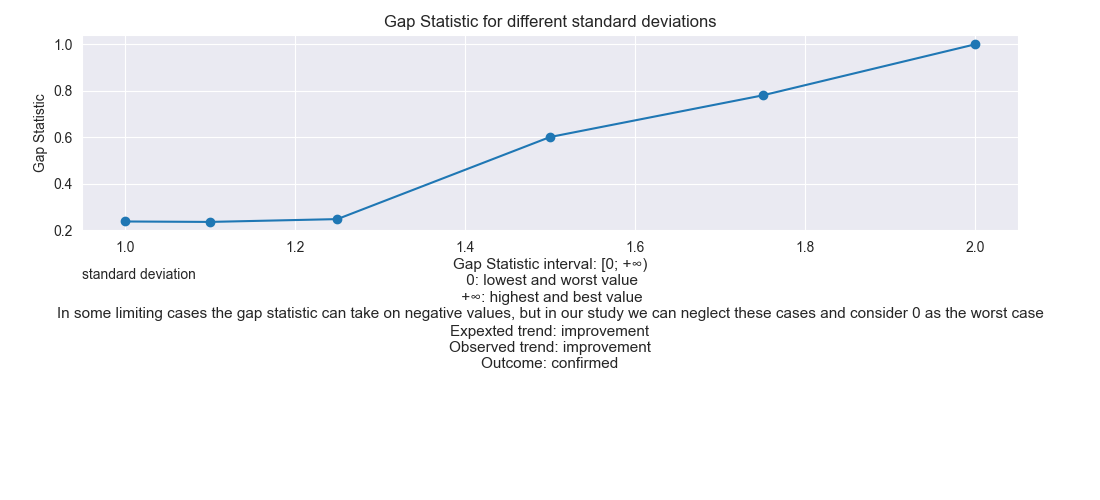 Gap Statistic for different standard deviations
1.0
0.8
0.6
0.4
0.2
Gap Statistic
1.0 1.2 1.4 1.6 1.8 2.0
standard deviation
Gap Statistic interval: [0; +∞)
0: lowest and worst value
+∞: highest and best value
In some limiting cases the gap statistic can take on negative values, but in our study we can neglect these cases and consider 0 as the worst case
Expexted trend: improvement
Observed trend: improvement
Outcome: confirmed